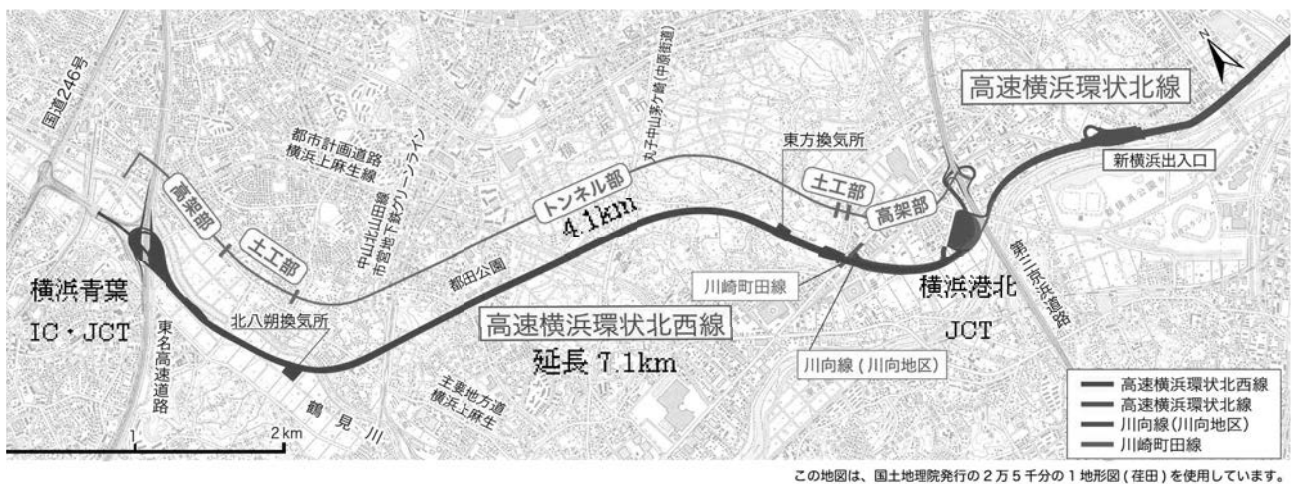 国道246号
都市計画道路
横浜上麻生線
中山北山田線
市営地下鉄グリーンライン
丸子中山茅ケ崎(中原街道)
東方換気所
高速横浜環状北線
新横浜出入口
N
高架部
土工部
トンネル部
4.1km
土工部
高架部
都田公園
川崎町田線
第三京浜道路
横浜青葉
IC・JCT
東名高速道路
北八朔換気所
高速横浜環状北西線
延長 7.1km
横浜港北
JCT
川向線(川向地区)
主要地方道
横浜上麻生
鶴見川
1
2km
高速横浜環状北西線
高速横浜環状北線
川向線(川向地区)
川崎町田線
この地図は、国土地理院発行の2万5千分の1地形図(荏田)を使用しています。